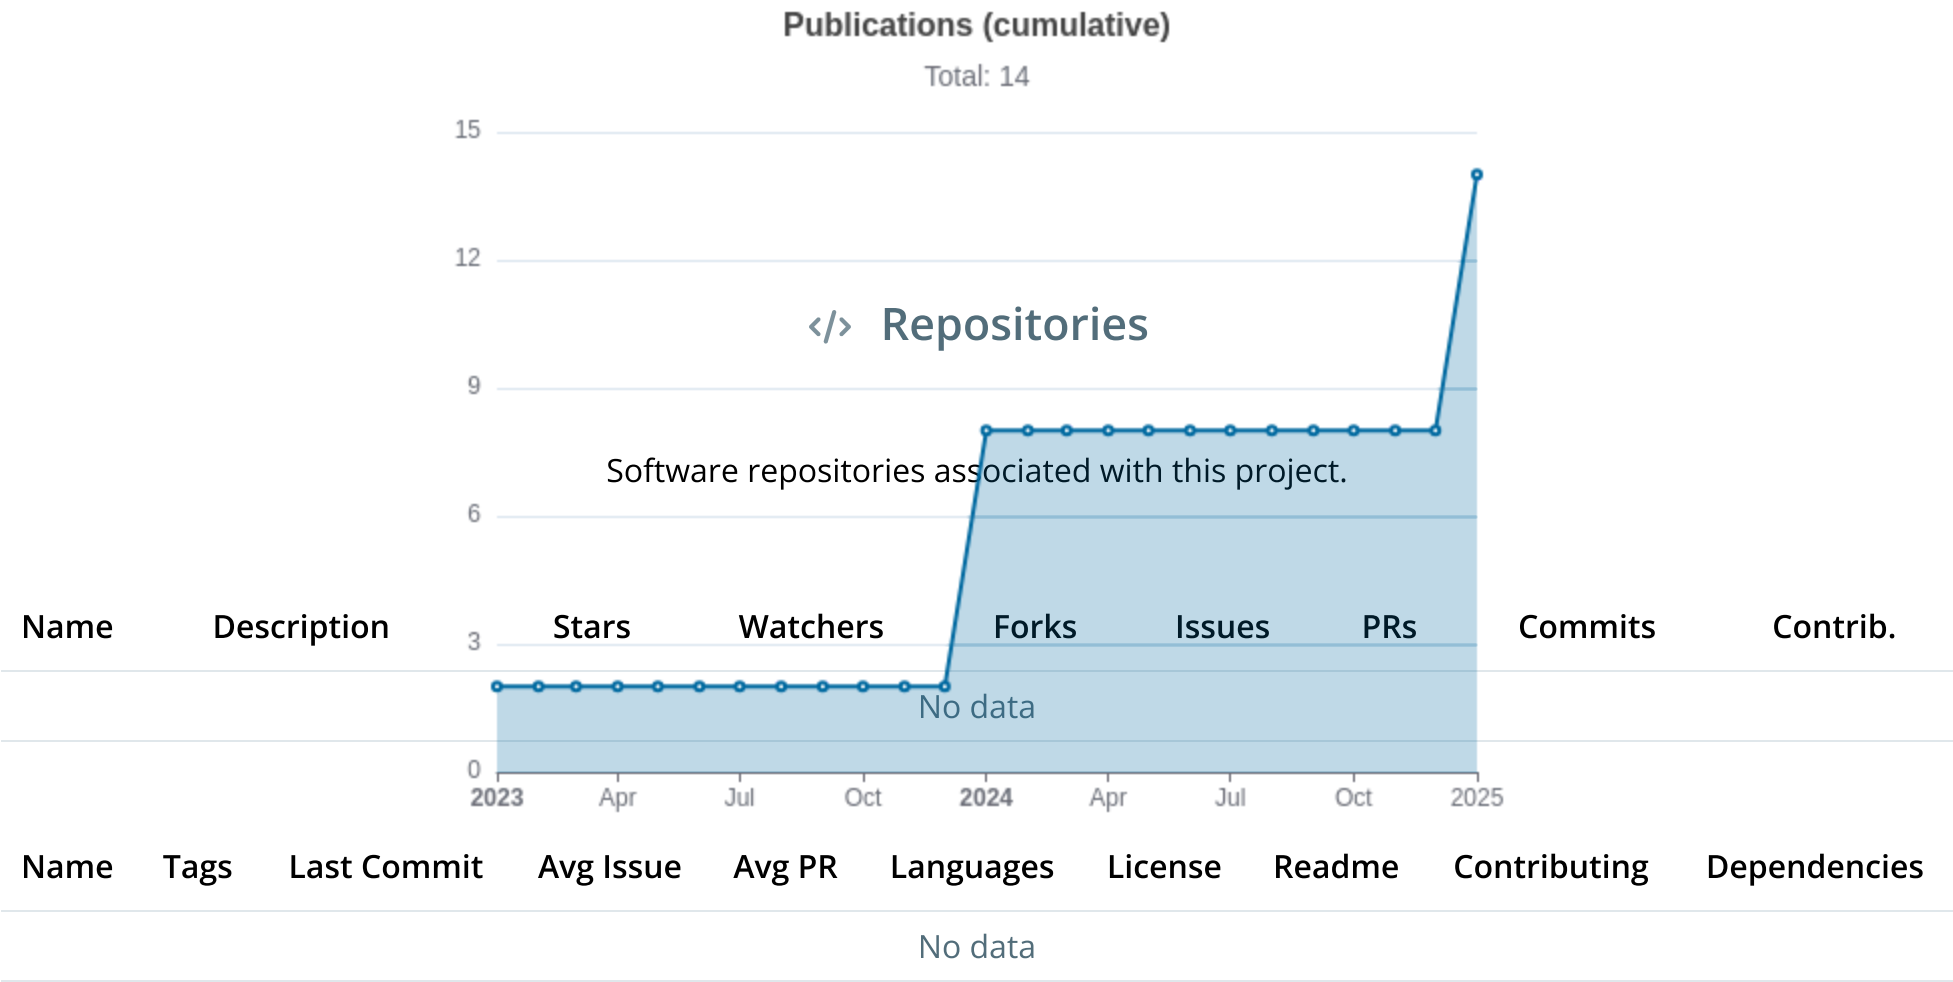 Publications (cumulative)
Total: 14
15
12
Repositories
9
Software repositories associated with this project.
6
Name Description Stars Watchers Forks Issues PRs Commits Contrib.
3
No data
0
2023 Apr Jul Oct 2024 Apr Jul Oct 2025
Name Tags Last Commit Avg Issue Avg PR Languages License Readme Contributing Dependencies
No data